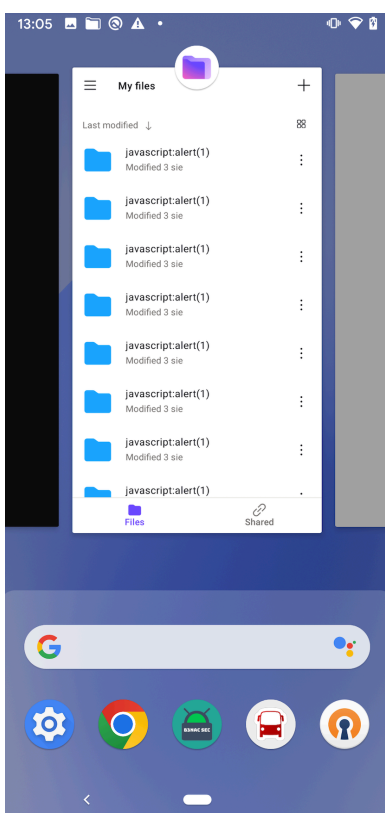 13:05
My files
Last modified ↓
javascript:alert(1)
Modified 3 sie
javascript:alert(1)
Modified 3 sie
javascript:alert(1)
Modified 3 sie
javascript:alert(1)
Modified 3 sie
javascript:alert(1)
Modified 3 sie
javascript:alert(1)
Modified 3 sie
javascript:alert(1)
Modified 3 sie
javascript:alert(1)
Files
Shared